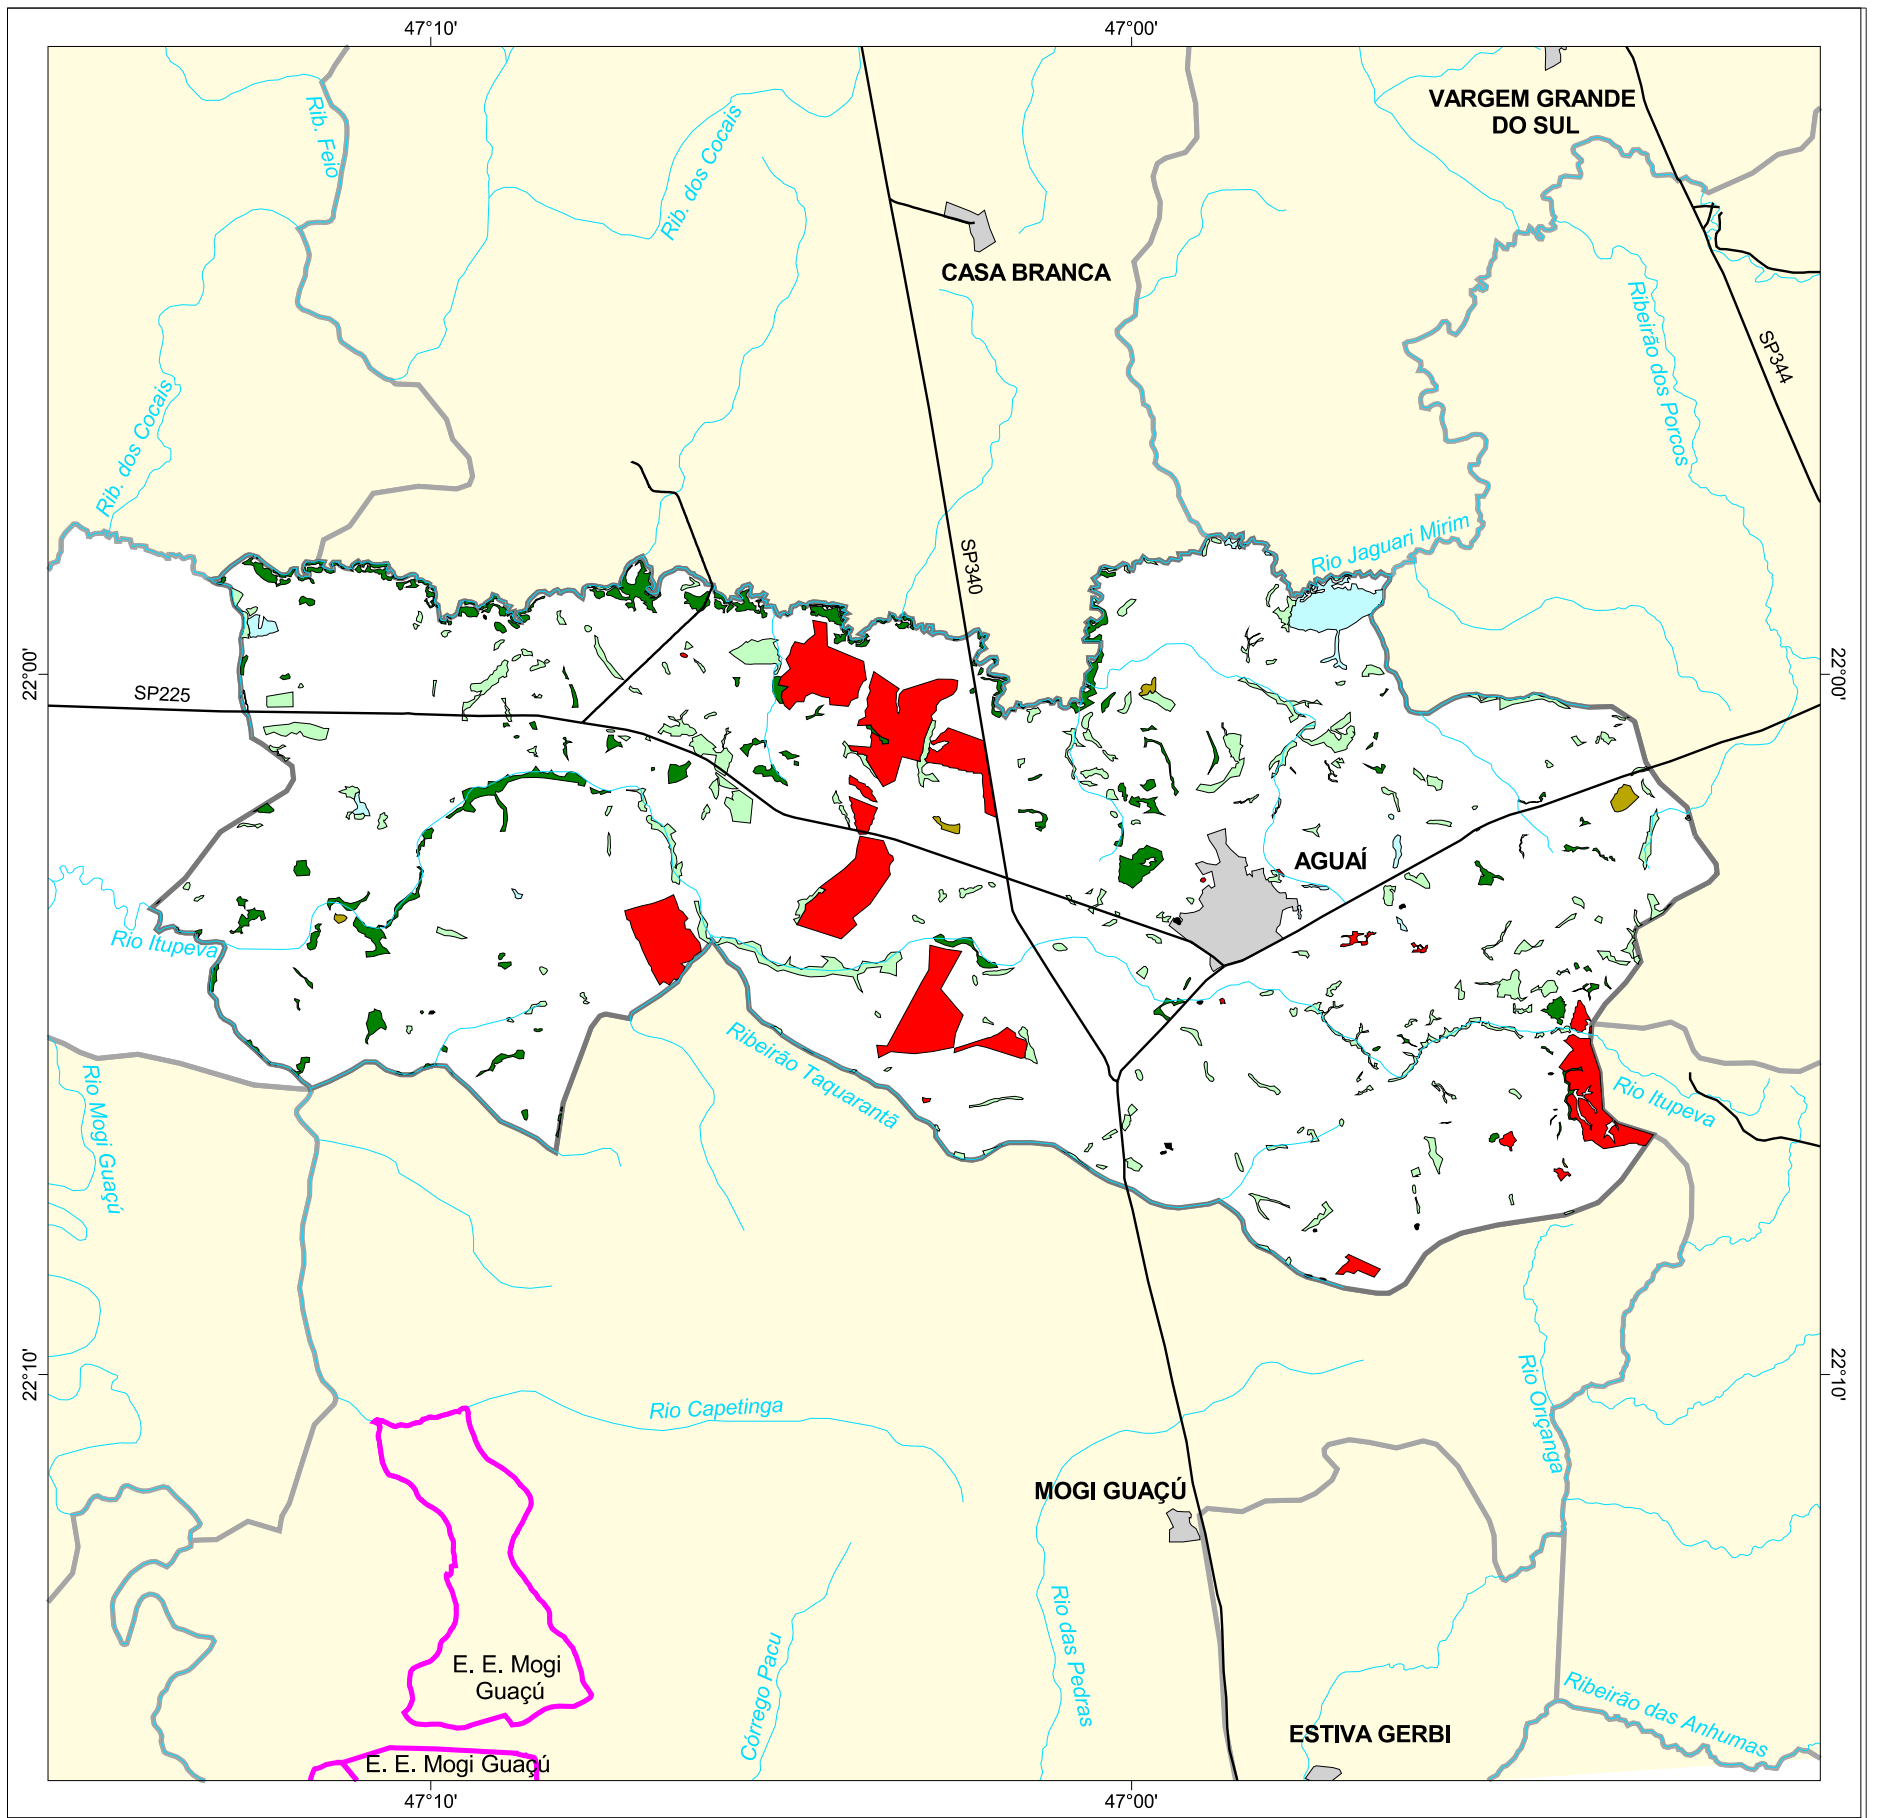 47°10'
47°00'
VARGEM GRANDE
DO SUL
Rib. Feio
Rib. dos Cocais
CASA BRANCA
SP344
Ribeirão dos Porcos
Rib. dos Cocais
Rio Jaguari Mirim
SP340
22°00'
22°00'
SP225
AGUAÍ
Rio Itupeva
Ribeirão Taquarantã
Rio Mogi Guaçú
Rio Itupeva
22°10'
22°10'
Rio Capetinga
Rio Oriçanga
MOGI GUAÇÚ
E. E. Mogi
Guaçú
Córrego Pacu
Rio das Pedras
Ribeirão das Anhumas
ESTIVA GERBI
E. E. Mogi Guaçú
47°10'
47°00'